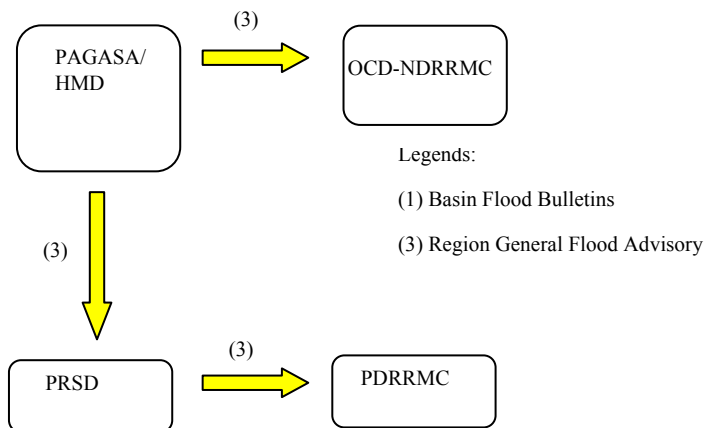 (3)
PAGASA/
HMD
OCD-NDRRMC
Legends:
(1) Basin Flood Bulletins
(3) Region General Flood Advisory
(3)
(3)
PRSD
PDRRMC